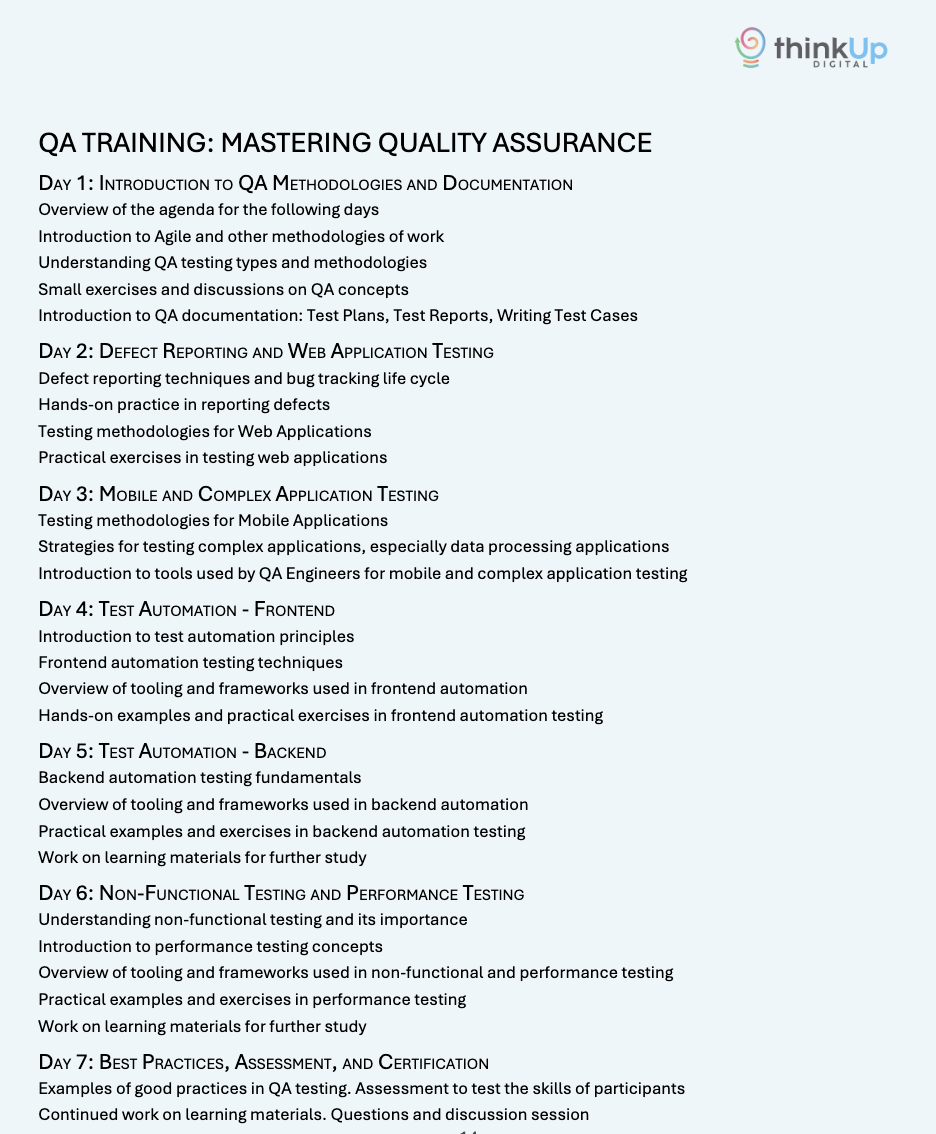 thinkUp
DIGITAL
QA TRAINING: MASTERING QUALITY ASSURANCE
Day 1: Introduction to QA Methodologies and Documentation
Overview of the agenda for the following days
Introduction to Agile and other methodologies of work
Understanding QA testing types and methodologies
Small exercises and discussions on QA concepts
Introduction to QA documentation: Test Plans, Test Reports, Writing Test Cases
Day 2: Defect Reporting and Web Application Testing
Defect reporting techniques and bug tracking life cycle
Hands-on practice in reporting defects
Testing methodologies for Web Applications
Practical exercises in testing web applications
Day 3: Mobile and Complex Application Testing
Testing methodologies for Mobile Applications
Strategies for testing complex applications, especially data processing applications
Introduction to tools used by QA Engineers for mobile and complex application testing
Day 4: Test Automation - Frontend
Introduction to test automation principles
Frontend automation testing techniques
Overview of tooling and frameworks used in frontend automation
Hands-on examples and practical exercises in frontend automation testing
Day 5: Test Automation - Backend
Backend automation testing fundamentals
Overview of tooling and frameworks used in backend automation
Practical examples and exercises in backend automation testing
Work on learning materials for further study
Day 6: Non-Functional Testing and Performance Testing
Understanding non-functional testing and its importance
Introduction to performance testing concepts
Overview of tooling and frameworks used in non-functional and performance testing
Practical examples and exercises in performance testing
Work on learning materials for further study
Day 7: Best Practices, Assessment, and Certification
Examples of good practices in QA testing. Assessment to test the skills of participants
Continued work on learning materials. Questions and discussion session